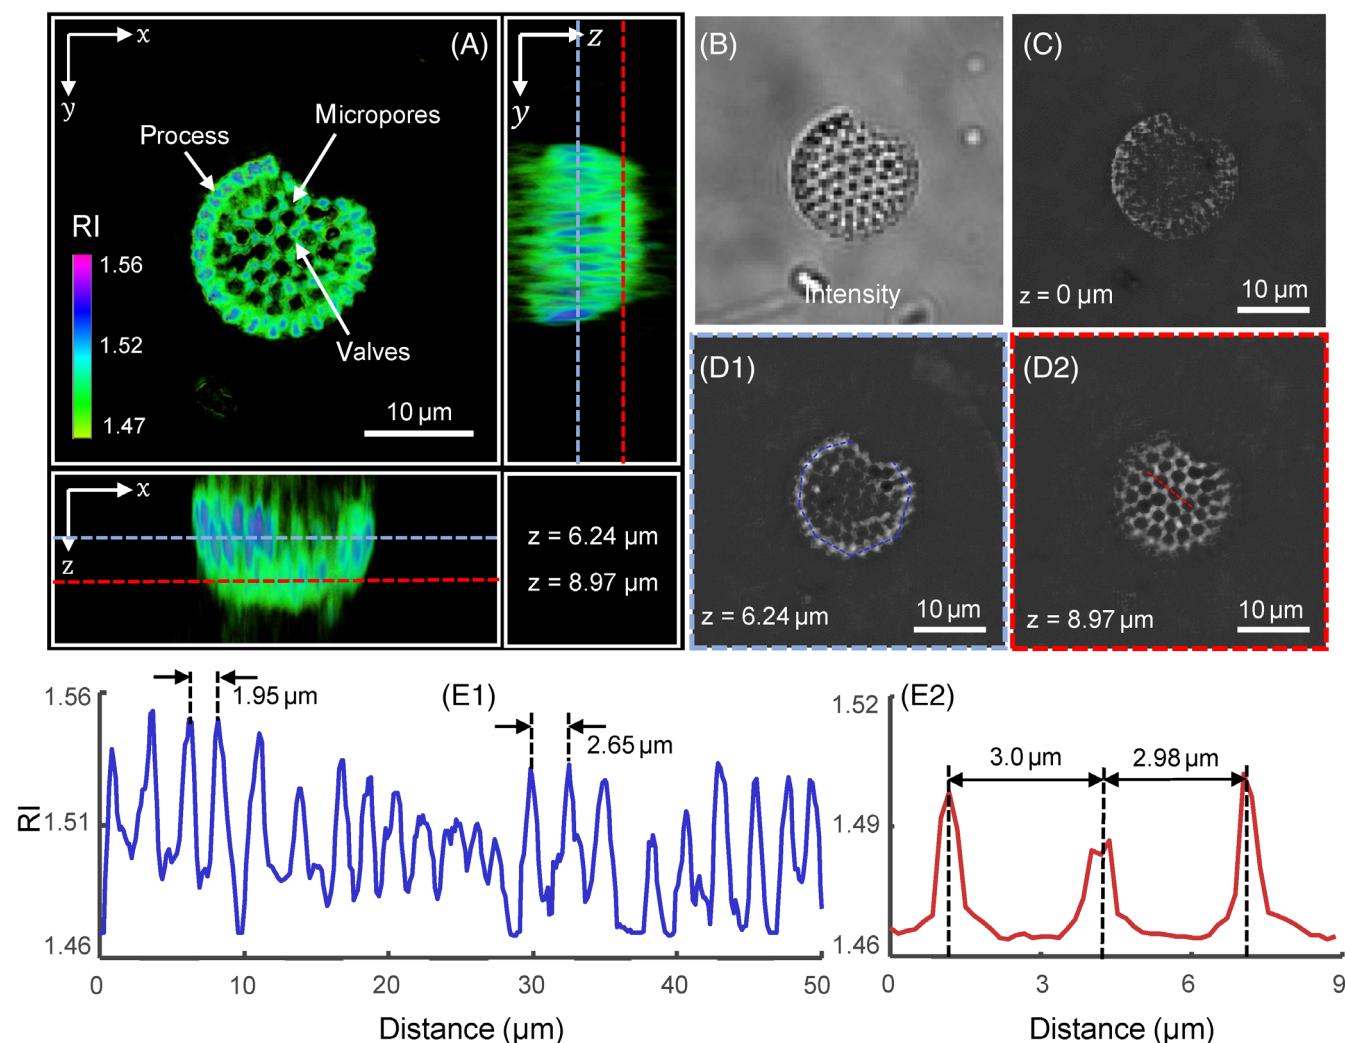 x
y
(A)
Micropores
Process
RI
1.56
1.52
1.47
Valves
10 µm
z
y
(B)
Intensity
(C)
z = 0 µm
10 µm
x
z
z = 6.24 µm
z = 8.97 µm
(D1)
z = 6.24 µm
10 µm
(D2)
z = 8.97 µm
10 µm
(E1)
1.95 µm
2.65 µm
1.56
1.51
1.46
RI
0
10
20
30
40
50
Distance (µm)
(E2)
3.0 µm
2.98 µm
1.52
1.49
1.46
0
3
6
9
Distance (µm)